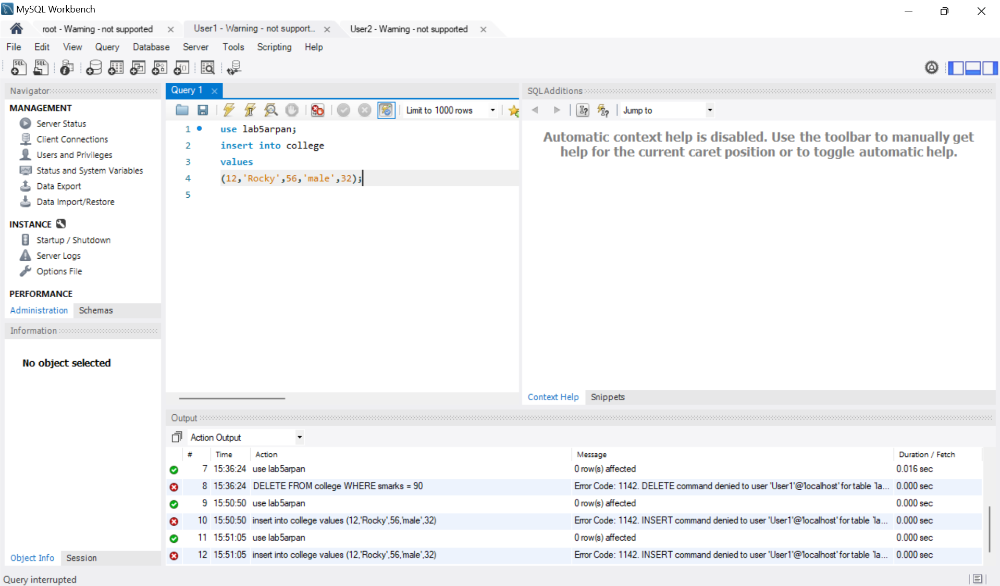 MySQL Workbench
root - Warning - not supported
User1 - Warning - not support...
User2 - Warning - not supported
File Edit View Query Database Server Tools Scripting Help
Navigator
MANAGEMENT
Server Status
Client Connections
Users and Privileges
Status and System Variables
Data Export
Data Import/Restore
INSTANCE
Startup / Shutdown
Server Logs
Options File
PERFORMANCE
Administration Schemas
Information
No object selected
Object Info Session
Query 1
Limit to 1000 rows
1 use lab5arpan;
2 insert into college
3 values
4 (12,'Rocky',56,'male',32);
5
SQLAdditions
Jump to
Automatic context help is disabled. Use the toolbar to manually get
help for the current caret position or to toggle automatic help.
Context Help Snippets
Output
Action Output
# Time Action Message Duration / Fetch
7 15:36:24 use lab5arpan 0 row(s) affected 0.016 sec
8 15:36:24 DELETE FROM college WHERE smarks = 90 Error Code: 1142. DELETE command denied to user 'User1'@'localhost' for table 'la... 0.000 sec
9 15:50:50 use lab5arpan 0 row(s) affected 0.000 sec
10 15:50:50 insert into college values (12,'Rocky',56,'male',32) Error Code: 1142. INSERT command denied to user 'User1'@'localhost' for table 'la... 0.000 sec
11 15:51:05 use lab5arpan 0 row(s) affected 0.000 sec
12 15:51:05 insert into college values (12,'Rocky',56,'male',32) Error Code: 1142. INSERT command denied to user 'User1'@'localhost' for table 'la... 0.000 sec
Query interrupted